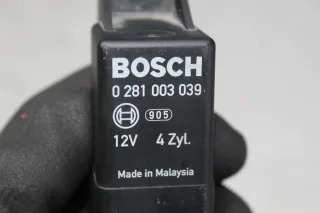 BOSCH
0 281 003 039
905
12V 4 Zyl.
Made in Malaysia